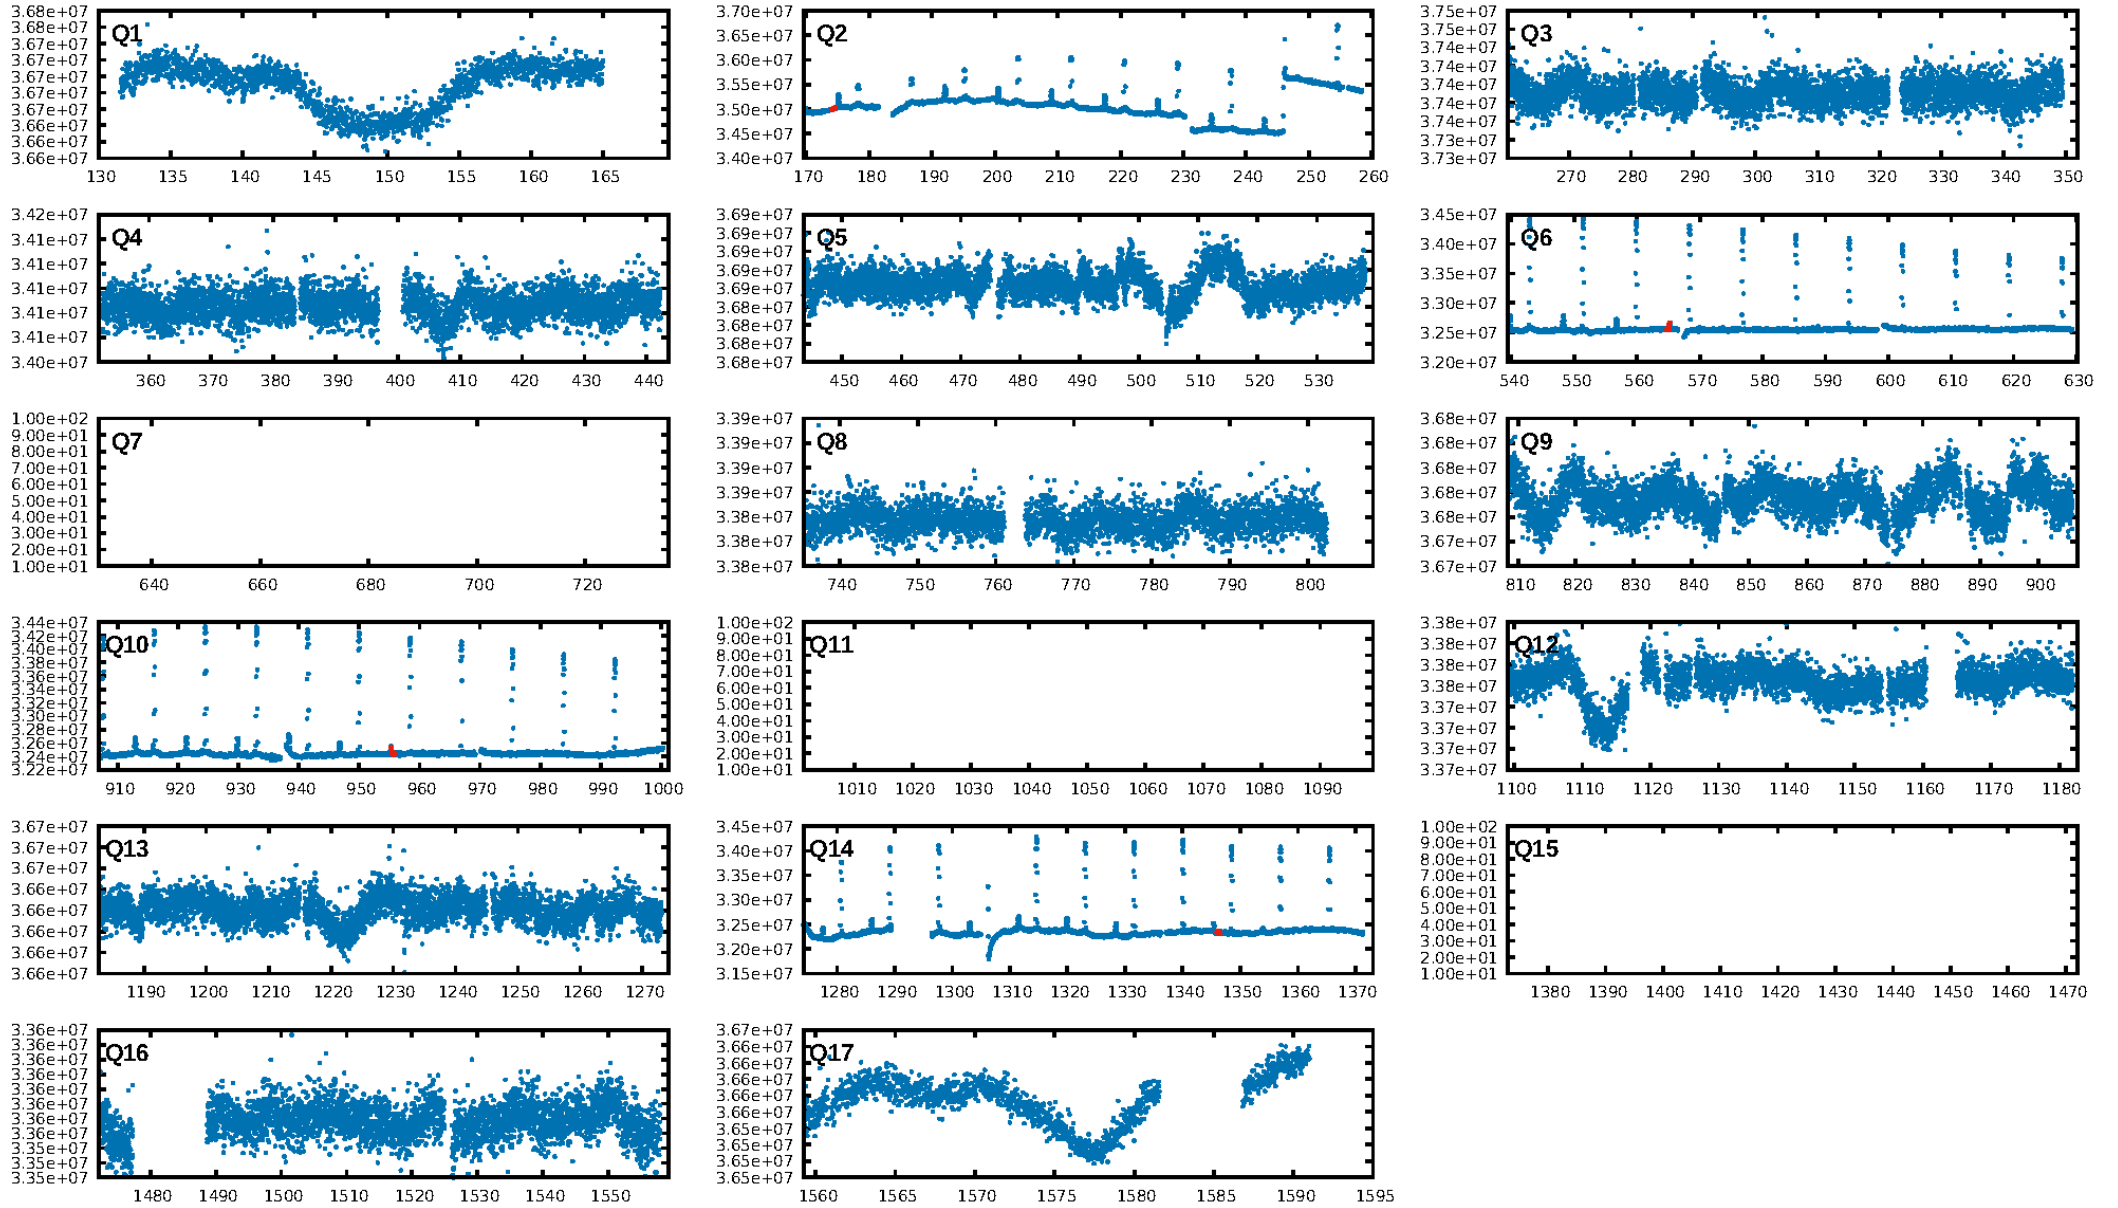 3.68e+07
3.68e+07
3.67e+07
3.67e+07
3.67e+07
3.67e+07
3.67e+07
3.66e+07
3.66e+07
3.66e+07
Q1
130 135 140 145 150 155 160 165
3.70e+07
3.65e+07
3.60e+07
3.55e+07
3.50e+07
3.45e+07
3.40e+07
Q2
170 180 190 200 210 220 230 240 250 260
3.75e+07
3.75e+07
3.74e+07
3.74e+07
3.74e+07
3.74e+07
3.74e+07
3.73e+07
3.73e+07
Q3
270 280 290 300 310 320 330 340 350
3.42e+07
3.41e+07
3.41e+07
3.41e+07
3.41e+07
3.41e+07
3.40e+07
Q4
360 370 380 390 400 410 420 430 440
3.69e+07
3.69e+07
3.69e+07
3.69e+07
3.69e+07
3.68e+07
3.68e+07
3.68e+07
3.68e+07
Q5
450 460 470 480 490 500 510 520 530
3.45e+07
3.40e+07
3.35e+07
3.30e+07
3.25e+07
3.20e+07
Q6
540 550 560 570 580 590 600 610 620 630
1.00e+02
9.00e+01
8.00e+01
7.00e+01
6.00e+01
5.00e+01
4.00e+01
3.00e+01
2.00e+01
1.00e+01
Q7
640 660 680 700 720
3.39e+07
3.39e+07
3.39e+07
3.39e+07
3.38e+07
3.38e+07
3.38e+07
Q8
740 750 760 770 780 790 800
3.68e+07
3.68e+07
3.68e+07
3.68e+07
3.68e+07
3.67e+07
3.67e+07
Q9
810 820 830 840 850 860 870 880 890 900
3.44e+07
3.42e+07
3.40e+07
3.38e+07
3.36e+07
3.34e+07
3.32e+07
3.30e+07
3.28e+07
3.26e+07
3.24e+07
3.22e+07
Q10
910 920 930 940 950 960 970 980 990 1000
1.00e+02
9.00e+01
8.00e+01
7.00e+01
6.00e+01
5.00e+01
4.00e+01
3.00e+01
2.00e+01
1.00e+01
Q11
1010 1020 1030 1040 1050 1060 1070 1080 1090
3.38e+07
3.38e+07
3.38e+07
3.38e+07
3.37e+07
3.37e+07
3.37e+07
3.37e+07
Q12
1100 1110 1120 1130 1140 1150 1160 1170 1180
3.67e+07
3.67e+07
3.66e+07
3.66e+07
3.66e+07
3.66e+07
3.66e+07
Q13
1190 1200 1210 1220 1230 1240 1250 1260 1270
3.45e+07
3.40e+07
3.35e+07
3.30e+07
3.25e+07
3.20e+07
3.15e+07
Q14
1280 1290 1300 1310 1320 1330 1340 1350 1360 1370
1.00e+02
9.00e+01
8.00e+01
7.00e+01
6.00e+01
5.00e+01
4.00e+01
3.00e+01
2.00e+01
1.00e+01
Q15
1380 1390 1400 1410 1420 1430 1440 1450 1460 1470
3.36e+07
3.36e+07
3.36e+07
3.36e+07
3.36e+07
3.36e+07
3.36e+07
3.36e+07
3.35e+07
3.35e+07
3.35e+07
Q16
1480 1490 1500 1510 1520 1530 1540 1550
3.67e+07
3.66e+07
3.66e+07
3.66e+07
3.66e+07
3.66e+07
3.66e+07
3.65e+07
3.65e+07
3.65e+07
Q17
1560 1565 1570 1575 1580 1585 1590 1595